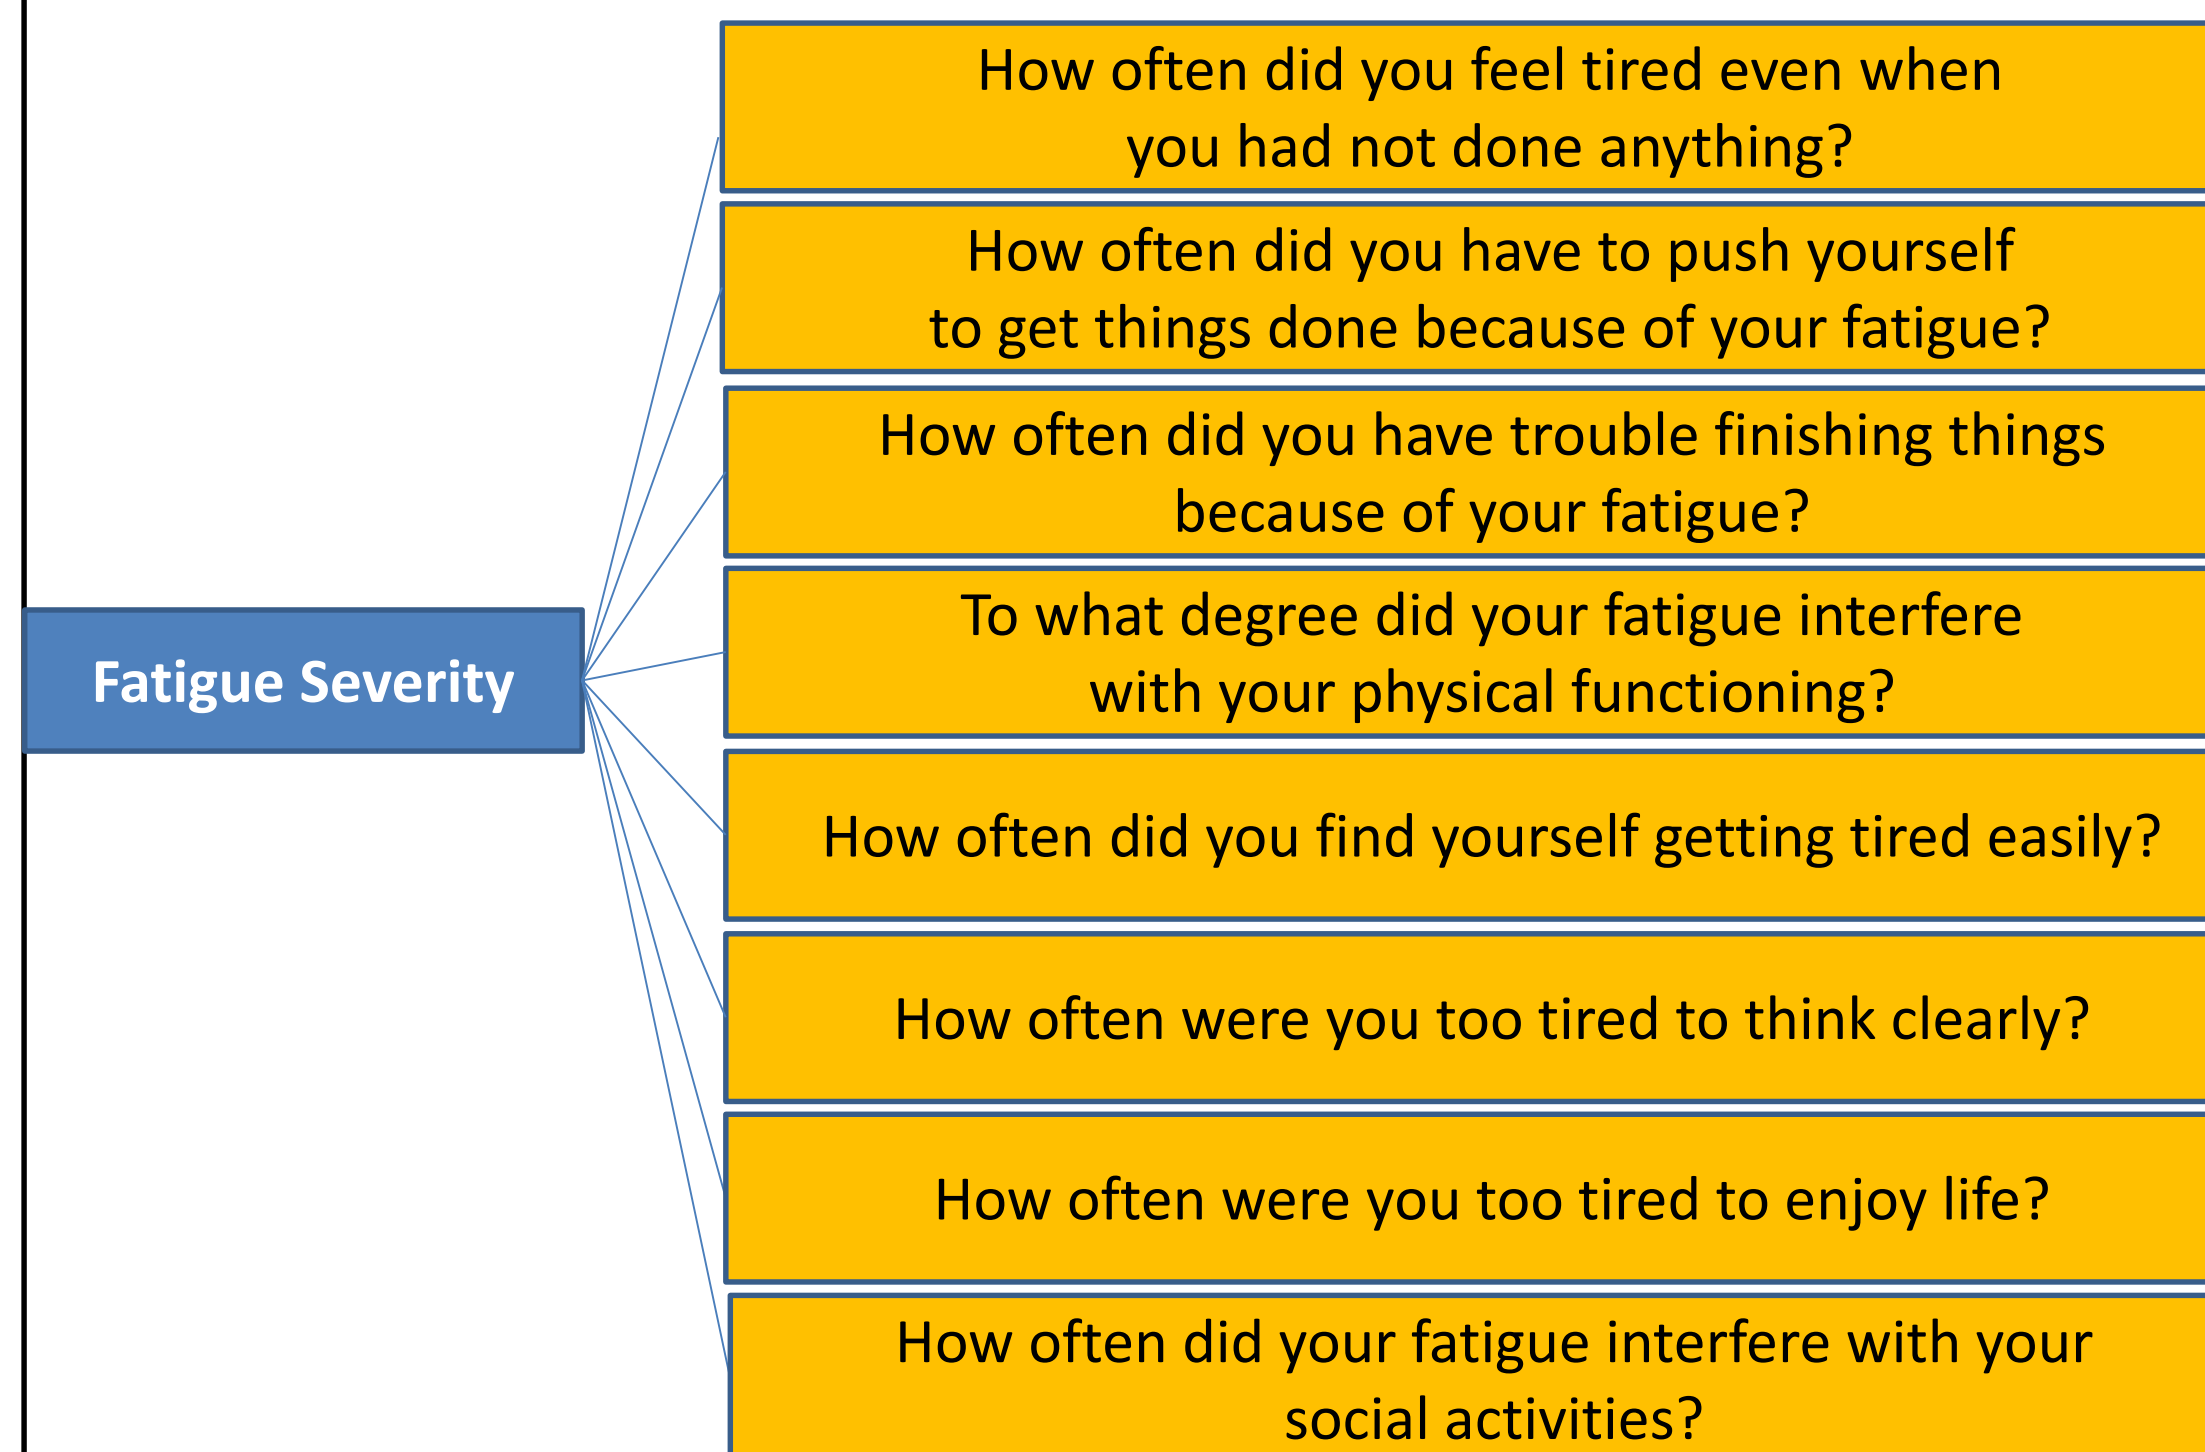 How often did you feel tired even when
you had not done anything?
How often did you have to push yourself
to get things done because of your fatigue?
How often did you have trouble finishing things
because of your fatigue?
To what degree did your fatigue interfere
with your physical functioning?
Fatigue Severity
How often did you find yourself getting tired easily?
How often were you too tired to think clearly?
How often were you too tired to enjoy life?
How often did your fatigue interfere with your
social activities?